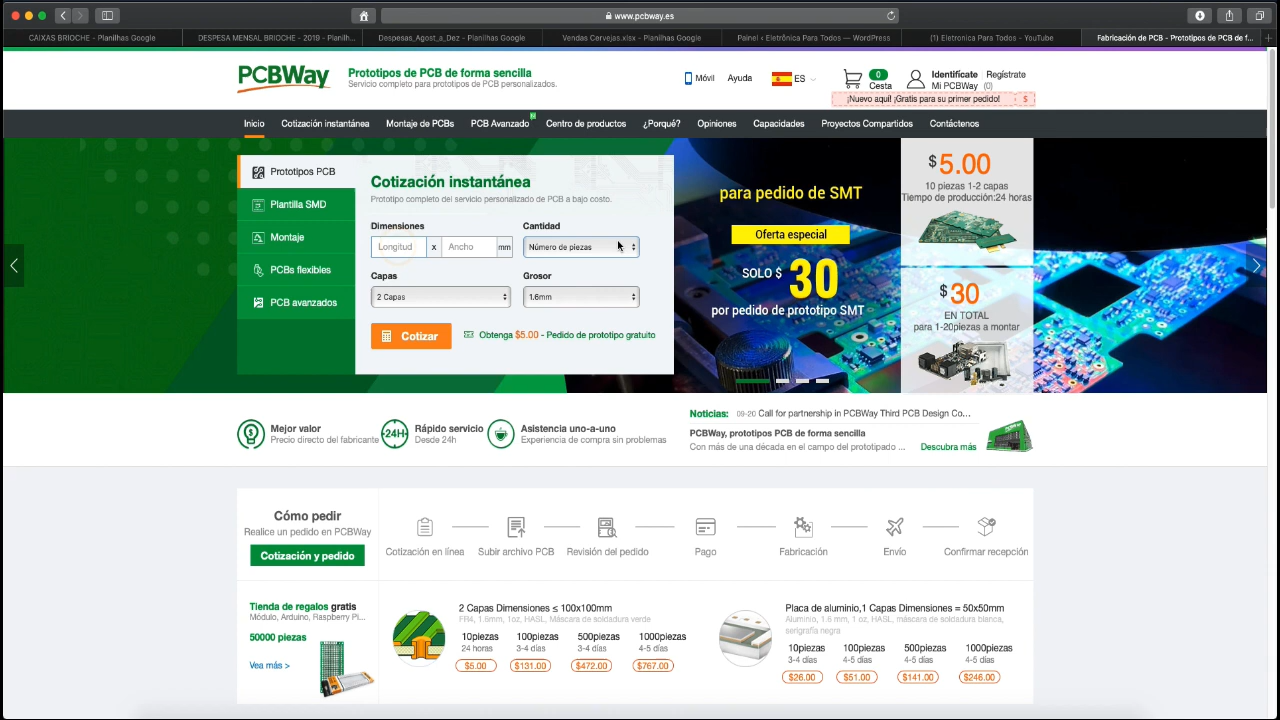 www.pcbway.es
CAIXAS BRIOCHE - Planilhas Google
DESPESA MENSAL BRIOCHE - 2019 - Planilh...
Despesas_Agost_a_Dez - Planilhas Google
Vendas Cervejas.xlsx - Planilhas Google
Painel ‹ Eletrônica Para Todos — WordPress
(1) Eletronica Para Todos - YouTube
Fabricación de PCB - Prototipos de PCB de f...
PCBWay
Prototipos de PCB de forma sencilla
Servicio completo para prototipos de PCB personalizados.
Móvil
Ayuda
ES
0
Cesta
Identifícate
Regístrate
Mi PCBWay (0)
¡Nuevo aquí! ¡Gratis para su primer pedido! $
Inicio
Cotización instantánea
Montaje de PCBs
PCB Avanzado
Centro de productos
¿Porqué?
Opiniones
Capacidades
Proyectos Compartidos
Contáctenos
Prototipos PCB
Plantilla SMD
Montaje
PCBs flexibles
PCB avanzados
Cotización instantánea
Prototipo completo del servicio personalizado de PCB a bajo costo.
Dimensiones
Cantidad
Longitud x Ancho mm
Número de piezas
Capas
Grosor
2 Capas
1.6mm
Cotizar
Obtenga $5.00 - Pedido de prototipo gratuito
para pedido de SMT
Oferta especial
SOLO $ 30
por pedido de prototipo SMT
$5.00
10 piezas 1-2 capas
Tiempo de producción:24 horas
$30
EN TOTAL
para 1-20piezas a montar
Mejor valor
Precio directo del fabricante
24H
Rápido servicio
Desde 24h
Asistencia uno-a-uno
Experiencia de compra sin problemas
Noticias: 09-20 Call for partnership in PCBWay Third PCB Design Co...
PCBWay, prototipos PCB de forma sencilla
Con más de una década en el campo del prototipado ...
Descubra más
Cómo pedir
Realice un pedido en PCBWay
Cotización y pedido
Cotización en línea
Subir archivo PCB
Revisión del pedido
Pago
Fabricación
Envío
Confirmar recepción
Tienda de regalos gratis
Módulo, Arduino, Raspberry Pi...
50000 piezas
Vea más >
2 Capas Dimensiones ≤ 100x100mm
FR4, 1.6mm, 1oz, HASL, Máscara de soldadura verde
10piezas 100piezas 500piezas 1000piezas
24 horas 3-4 días 3-4 días 4-5 días
$5.00 $131.00 $472.00 $767.00
Placa de aluminio,1 Capas Dimensiones = 50x50mm
Aluminio, 1.6 mm, 1 oz, HASL, máscara de soldadura blanca,
serigrafía negra
10piezas 100piezas 500piezas 1000piezas
3-4 días 4-5 días 4-5 días 4-5 días
$26.00 $51.00 $141.00 $246.00